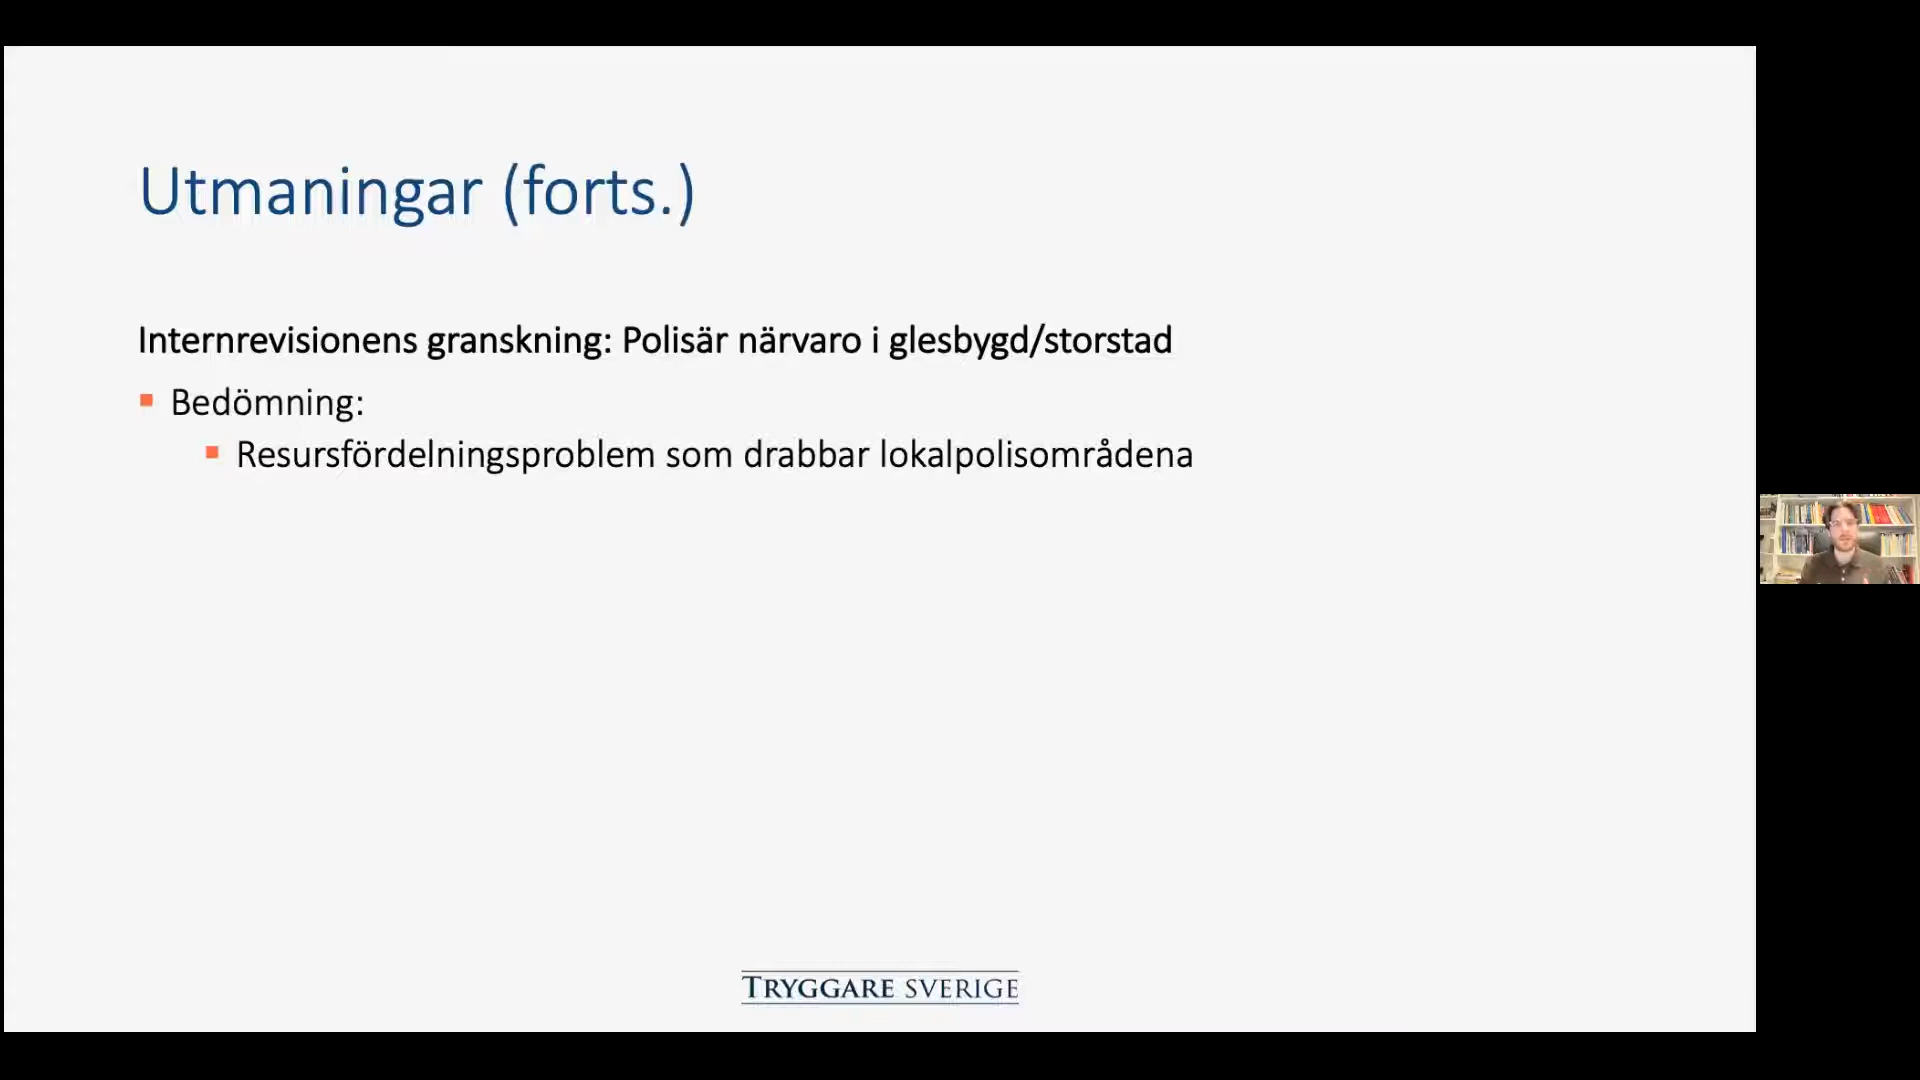 Utmaningar (forts.)
Internrevisionens granskning: Polisär närvaro i glesbygd/storstad
Bedömning:
Resursfördelningsproblem som drabbar lokalpolisområdena
TRYGGARE SVERIGE